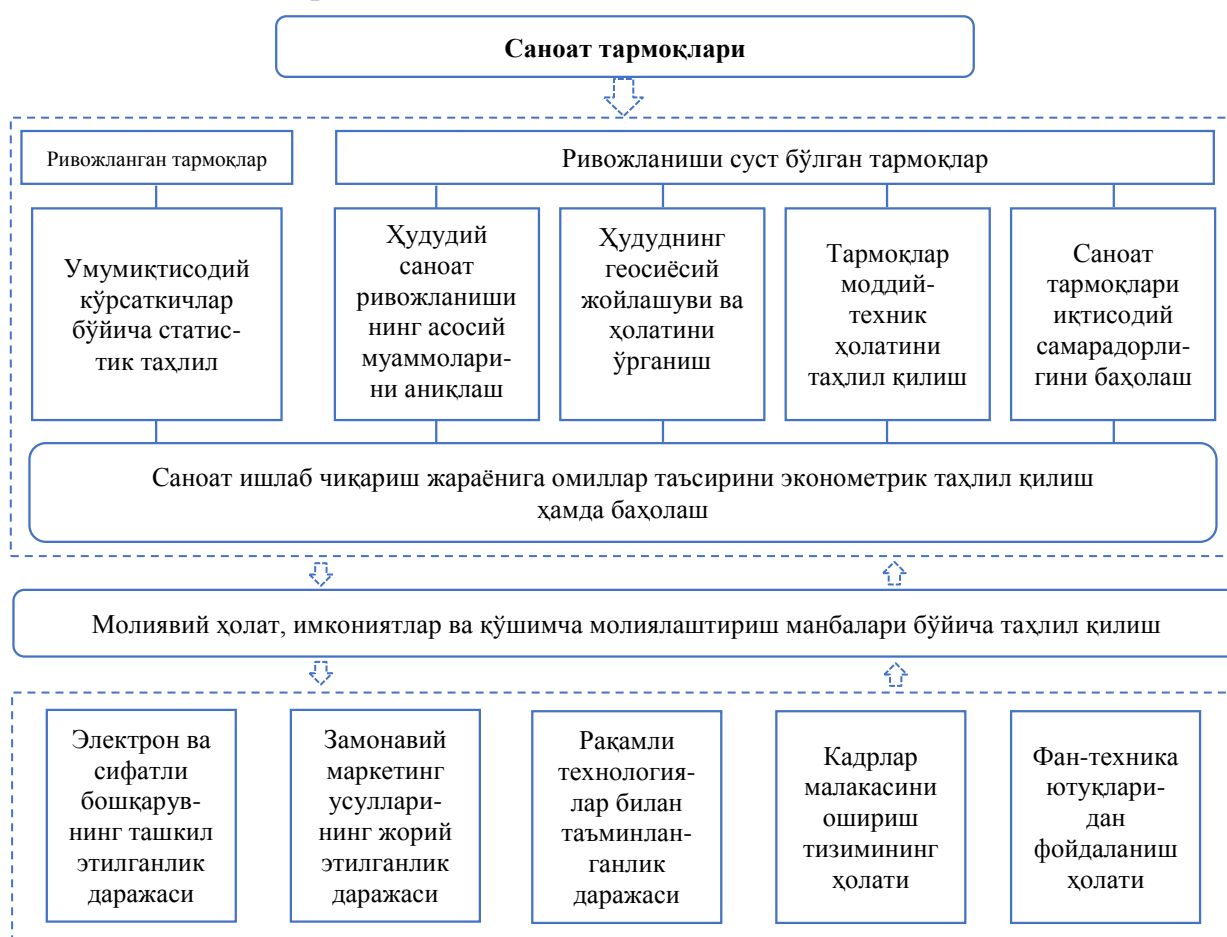 Саноат тармоқлари
Ривожланган тармоқлар
Ривожланиши суст бўлган тармоқлар
Умумиқтисодий
кўрсаткичлар
бўйича статис-
тик таҳлил
Ҳудудий
саноат
ривожланиши
нинг асосий
муаммолари-
ни аниқлаш
Ҳудуднинг
геосиёсий
жойлашуви ва
ҳолатини
ўрганиш
Тармоқлар
моддий-
техник
ҳолатини
таҳлил қилиш
Саноат
тармоқлари
иқтисодий
самарадорли-
гини баҳолаш
Саноат ишлаб чиқариш жараёнига омиллар таъсирини эконометрик таҳлил қилиш
ҳамда баҳолаш
Молиявий ҳолат, имкониятлар ва қўшимча молиялаштириш манбалари бўйича таҳлил қилиш
Электрон ва
сифатли
бошқарув-
нинг ташкил
этилганлик
даражаси
Замонавий
маркетинг
усуллари-
нинг жорий
этилганлик
даражаси
Рақамли
технология-
лар билан
таъминлан-
ганлик
даражаси
Кадрлар
малакасини
ошириш
тизимининг
ҳолати
Фан-техника
ютуқлари-
дан
фойдаланиш
ҳолати